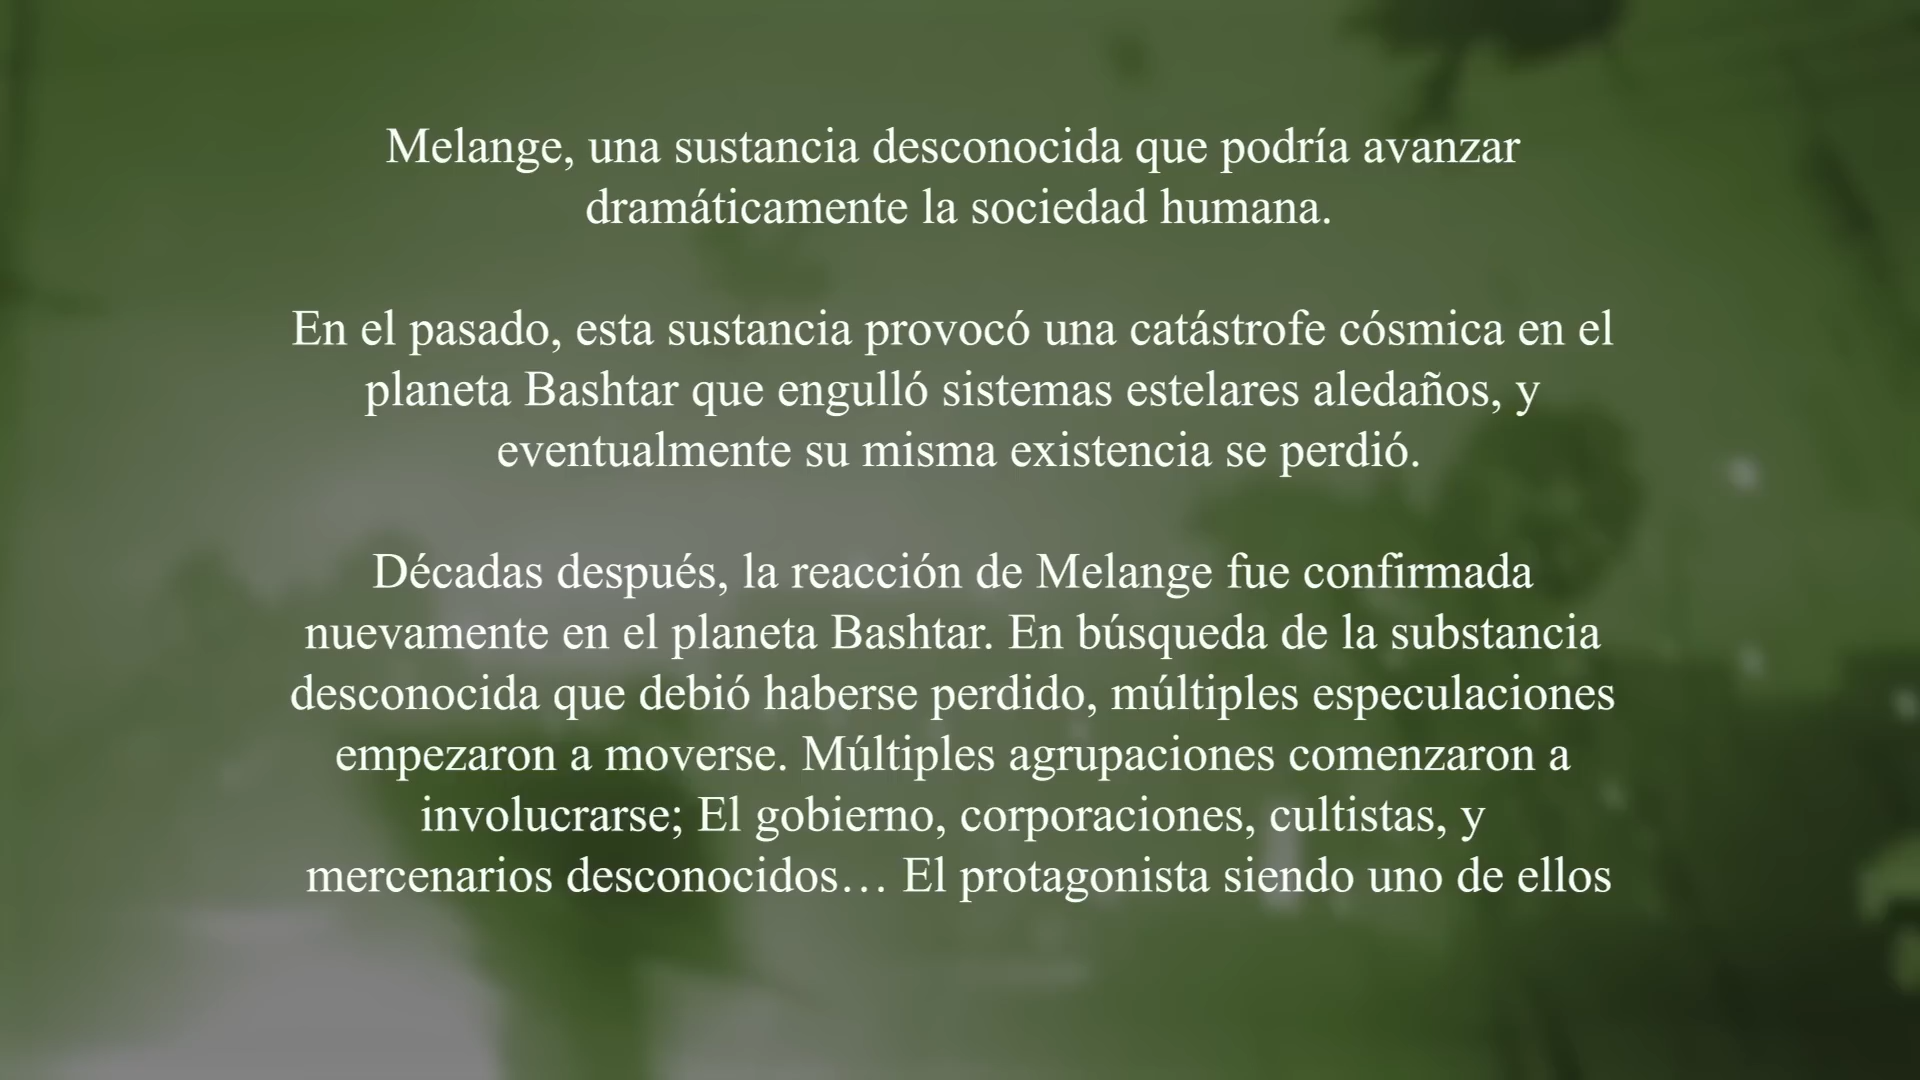 Melange, una sustancia desconocida que podría avanzar
dramáticamente la sociedad humana.
En el pasado, esta sustancia provocó una catástrofe cósmica en el
planeta Bashtar que engulló sistemas estelares aledaños, y
eventualmente su misma existencia se perdió.
Décadas después, la reacción de Melange fue confirmada
nuevamente en el planeta Bashtar. En búsqueda de la substancia
desconocida que debió haberse perdido, múltiples especulaciones
empezaron a moverse. Múltiples agrupaciones comenzaron a
involucrarse; El gobierno, corporaciones, cultistas, y
mercenarios desconocidos… El protagonista siendo uno de ellos